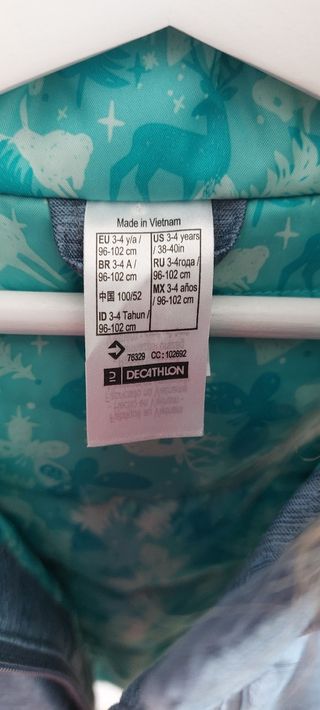 Made in Vietnam
EU 3-4 y/a /
96-102 cm
BR 3-4 A /
96-102 cm
中国 100/52
ID 3-4 Tahun /
96-102 cm
US 3-4 years
/ 38-40in
RU 3-4года /
96-102 cm
MX 3-4 años
/ 96-102 cm
76329 CC: 102692
DECATHLON